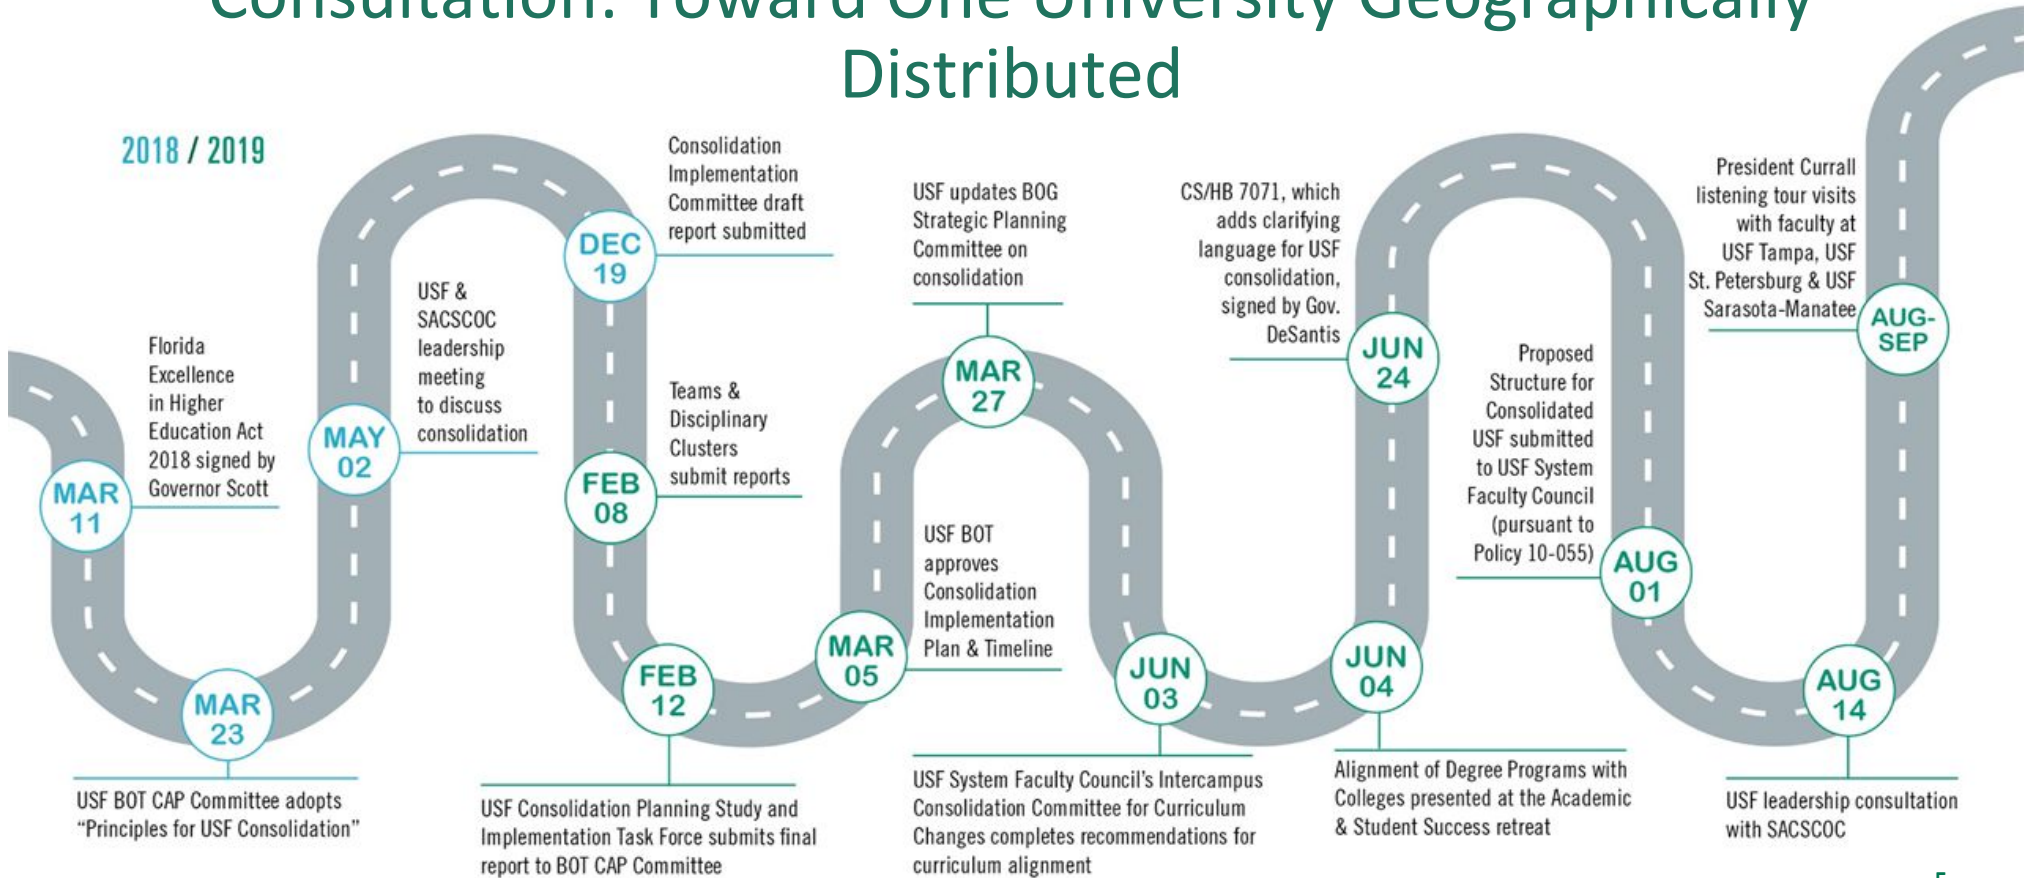 Consultation: Toward One University Geographically
Distributed
2018 / 2019
MAR
11
Florida
Excellence
in Higher
Education Act
2018 signed by
Governor Scott
MAR
23
USF BOT CAP Committee adopts
“Principles for USF Consolidation”
MAY
02
USF &
SACSCOC
leadership
meeting
to discuss
consolidation
DEC
19
Consolidation
Implementation
Committee draft
report submitted
FEB
08
Teams &
Disciplinary
Clusters
submit reports
FEB
12
USF Consolidation Planning Study and
Implementation Task Force submits final
report to BOT CAP Committee
MAR
05
USF BOT
approves
Consolidation
Implementation
Plan & Timeline
MAR
27
USF updates BOG
Strategic Planning
Committee on
consolidation
JUN
03
USF System Faculty Council’s Intercampus
Consolidation Committee for Curriculum
Changes completes recommendations for
curriculum alignment
JUN
04
Alignment of Degree Programs with
Colleges presented at the Academic
& Student Success retreat
JUN
24
CS/HB 7071, which
adds clarifying
language for USF
consolidation,
signed by Gov.
DeSantis
AUG
01
Proposed
Structure for
Consolidated
USF submitted
to USF System
Faculty Council
(pursuant to
Policy 10-055)
AUG
14
USF leadership consultation
with SACSCOC
AUG-
SEP
President Currall
listening tour visits
with faculty at
USF Tampa, USF
St. Petersburg & USF
Sarasota-Manatee